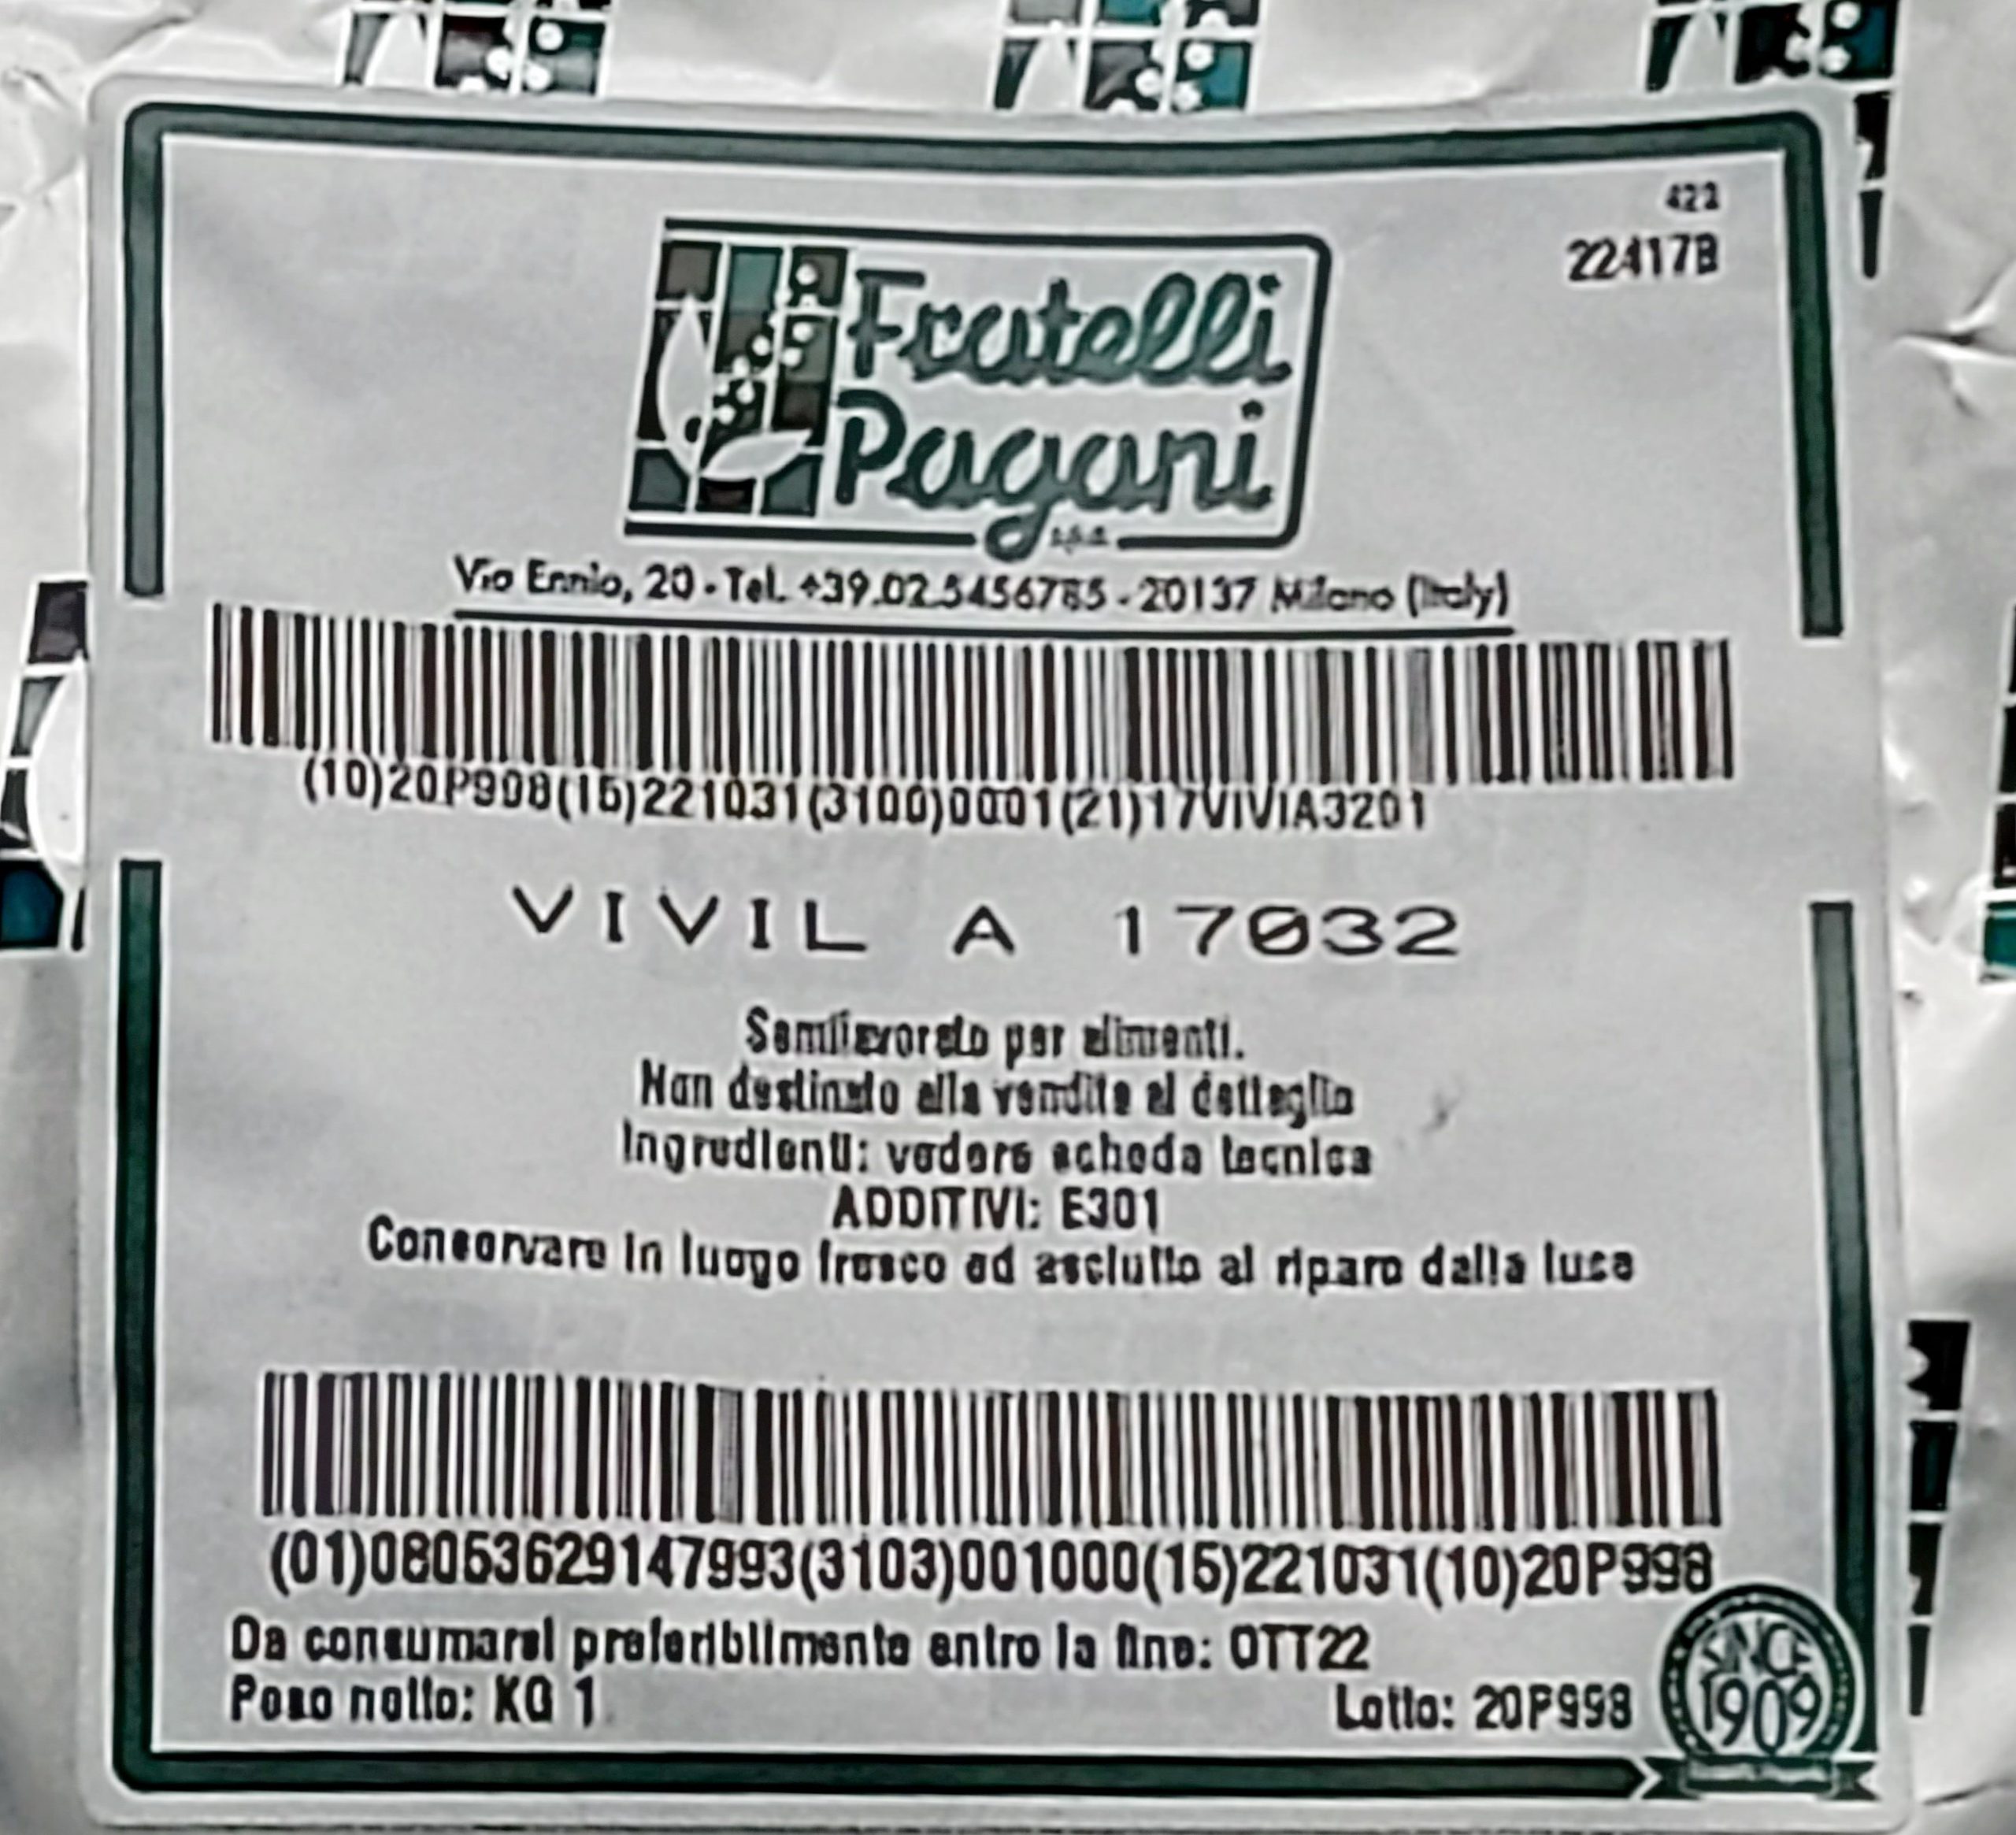 422
22417B
Fratelli
Pagani
s.p.a.
Via Ennio, 20 - Tel. +39.02.5456785 - 20137 Milano (Italy)
(10)20P998(15)221031(3100)0001(21)17VIVIA3201
VIVIL A 17032
Semilavorato per alimenti.
Non destinato alla vendita al dettaglio
Ingredienti: vedere scheda tecnica
ADDITIVI: E301
Conservare in luogo fresco ed asciutto al riparo dalla luce
(01)08053629147993(3103)001000(15)221031(10)20P998
Da consumarsi preferibilmente entro la fine: OTT22
Peso netto: KG 1
Lotto: 20P998
SINCE
1909